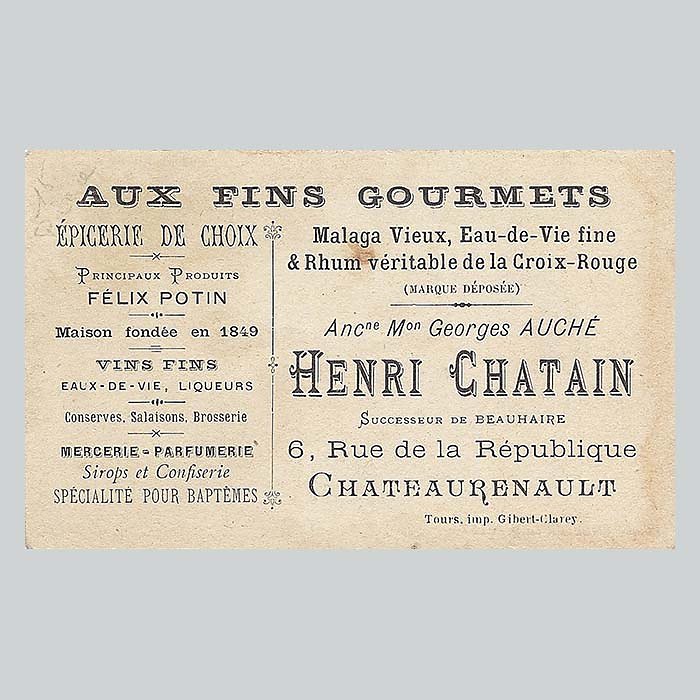 AUX FINS GOURMETS
ÉPICERIE DE CHOIX
PRINCIPAUX PRODUITS
FÉLIX POTIN
Maison fondée en 1849
VINS FINS
EAUX-DE-VIE, LIQUEURS
Conserves, Salaisons, Brosserie
MERCERIE-PARFUMERIE
Sirops et Confiserie
SPÉCIALITÉ POUR BAPTÊMES
Malaga Vieux, Eau-de-Vie fine
& Rhum véritable de la Croix-Rouge
(MARQUE DÉPOSÉE)
Ancne Mon Georges AUCHÉ
HENRI CHATAIN
SUCCESSEUR DE BEAUHAIRE
6, Rue de la République
CHATEAURENAULT
Tours, imp. Gibert-Clarey.